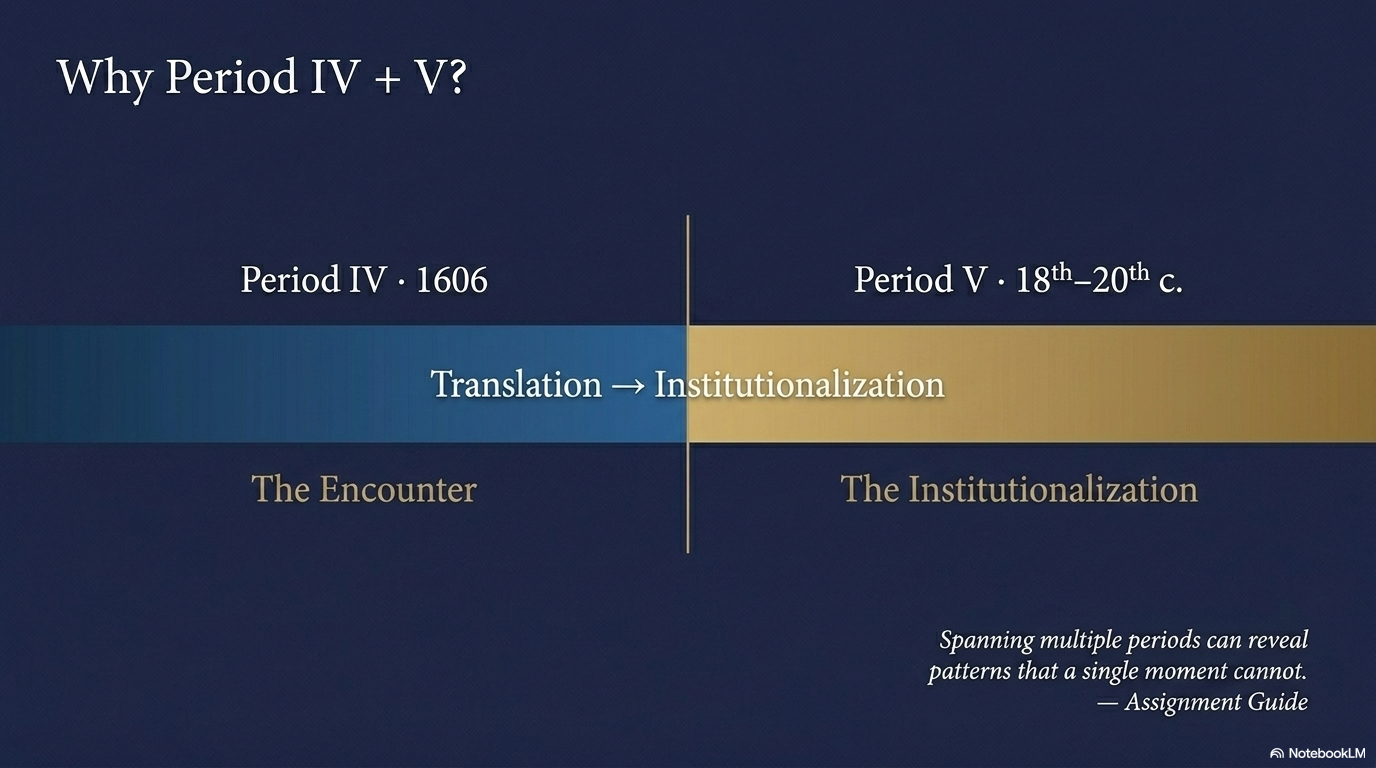 Why Period IV + V?
Period IV · 1606
Period V · 18th–20th c.
Translation → Institutionalization
The Encounter
The Institutionalization
Spanning multiple periods can reveal
patterns that a single moment cannot.
— Assignment Guide
NotebookLM